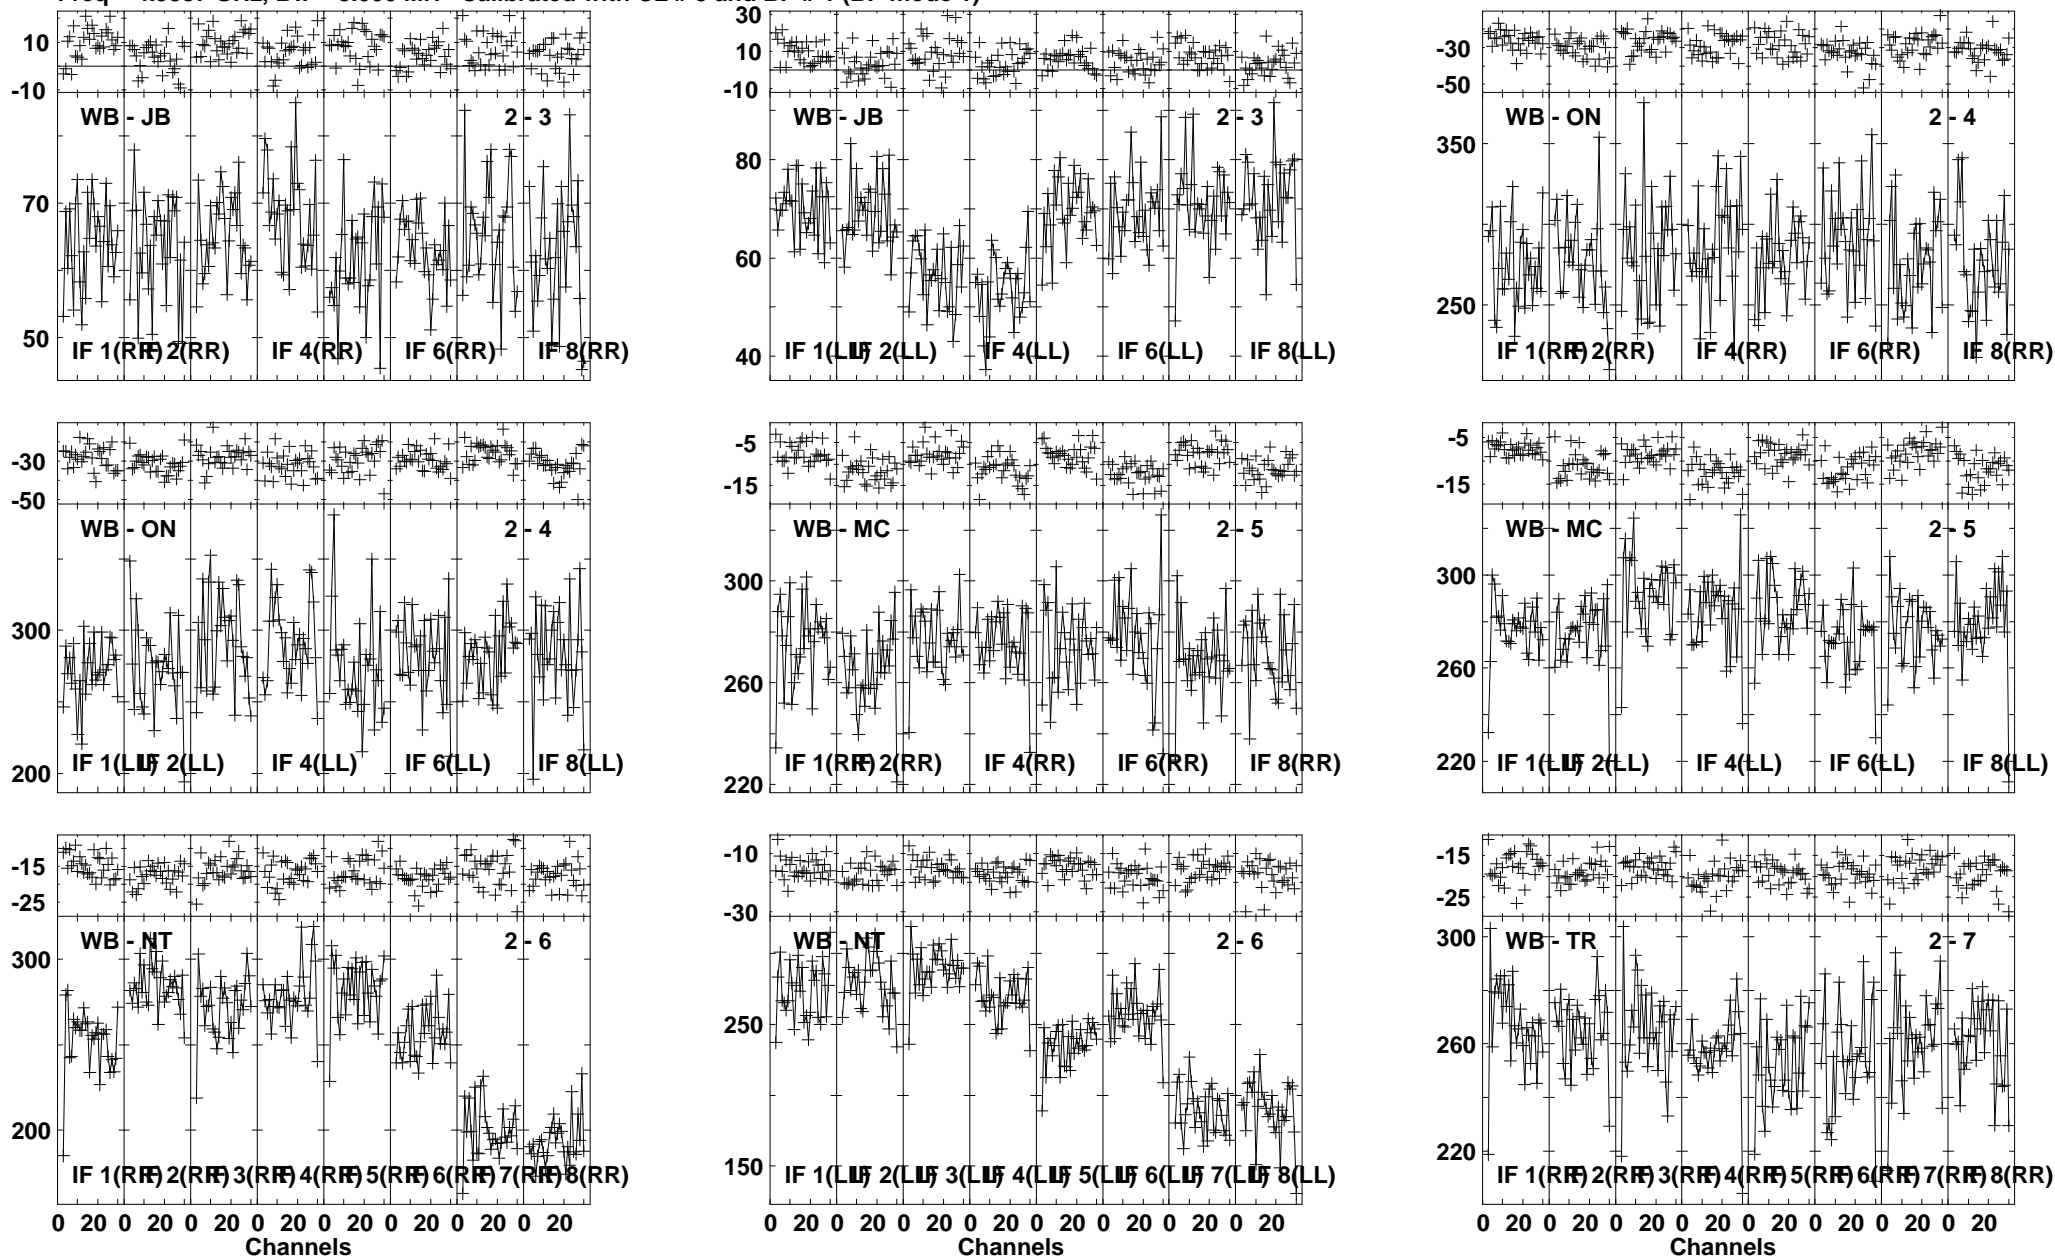 10 -10 30 10 -10 -30 -50
WB - JB 2 - 3 WB - JB 2 - 3 WB - ON 2 - 4
70 50 80 60 40 350 250
IF 1(RR) IF 2(RR) IF 4(RR) IF 6(RR) IF 8(RR) IF 1(LL) IF 2(LL) IF 4(LL) IF 6(LL) IF 8(LL) IF 1(RR) IF 2(RR) IF 4(RR) IF 6(RR) IF 8(RR)
-30 -50 -5 -15 -5 -15
WB - ON 2 - 4 WB - MC 2 - 5 WB - MC 2 - 5
300 200 300 260 220 300 260 220
IF 1(LL) IF 2(LL) IF 4(LL) IF 6(LL) IF 8(LL) IF 1(RR) IF 2(RR) IF 4(RR) IF 6(RR) IF 8(RR) IF 1(LL) IF 2(LL) IF 4(LL) IF 6(LL) IF 8(LL)
-15 -25 -10 -30 -15 -25
WB - NT 2 - 6 WB - NT 2 - 6 WB - TR 2 - 7
300 200 250 150 300 260 220
IF 1(RR) IF 2(RR) IF 3(RR) IF 4(RR) IF 5(RR) IF 6(RR) IF 7(RR) IF 8(RR) IF 1(LL) IF 2(LL) IF 3(LL) IF 4(LL) IF 5(LL) IF 6(LL) IF 7(LL) IF 8(LL) IF 1(RR) IF 2(RR) IF 3(RR) IF 4(RR) IF 5(RR) IF 6(RR) IF 7(RR) IF 8(RR)
0 20 0 20 0 20 0 20 0 20 0 20 0 20 0 20 0 20 0 20 0 20 0 20 0 20 0 20 0 20 0 20 0 20 0 20 0 20 0 20 0 20 0 20 0 20 0 20
Channels Channels Channels